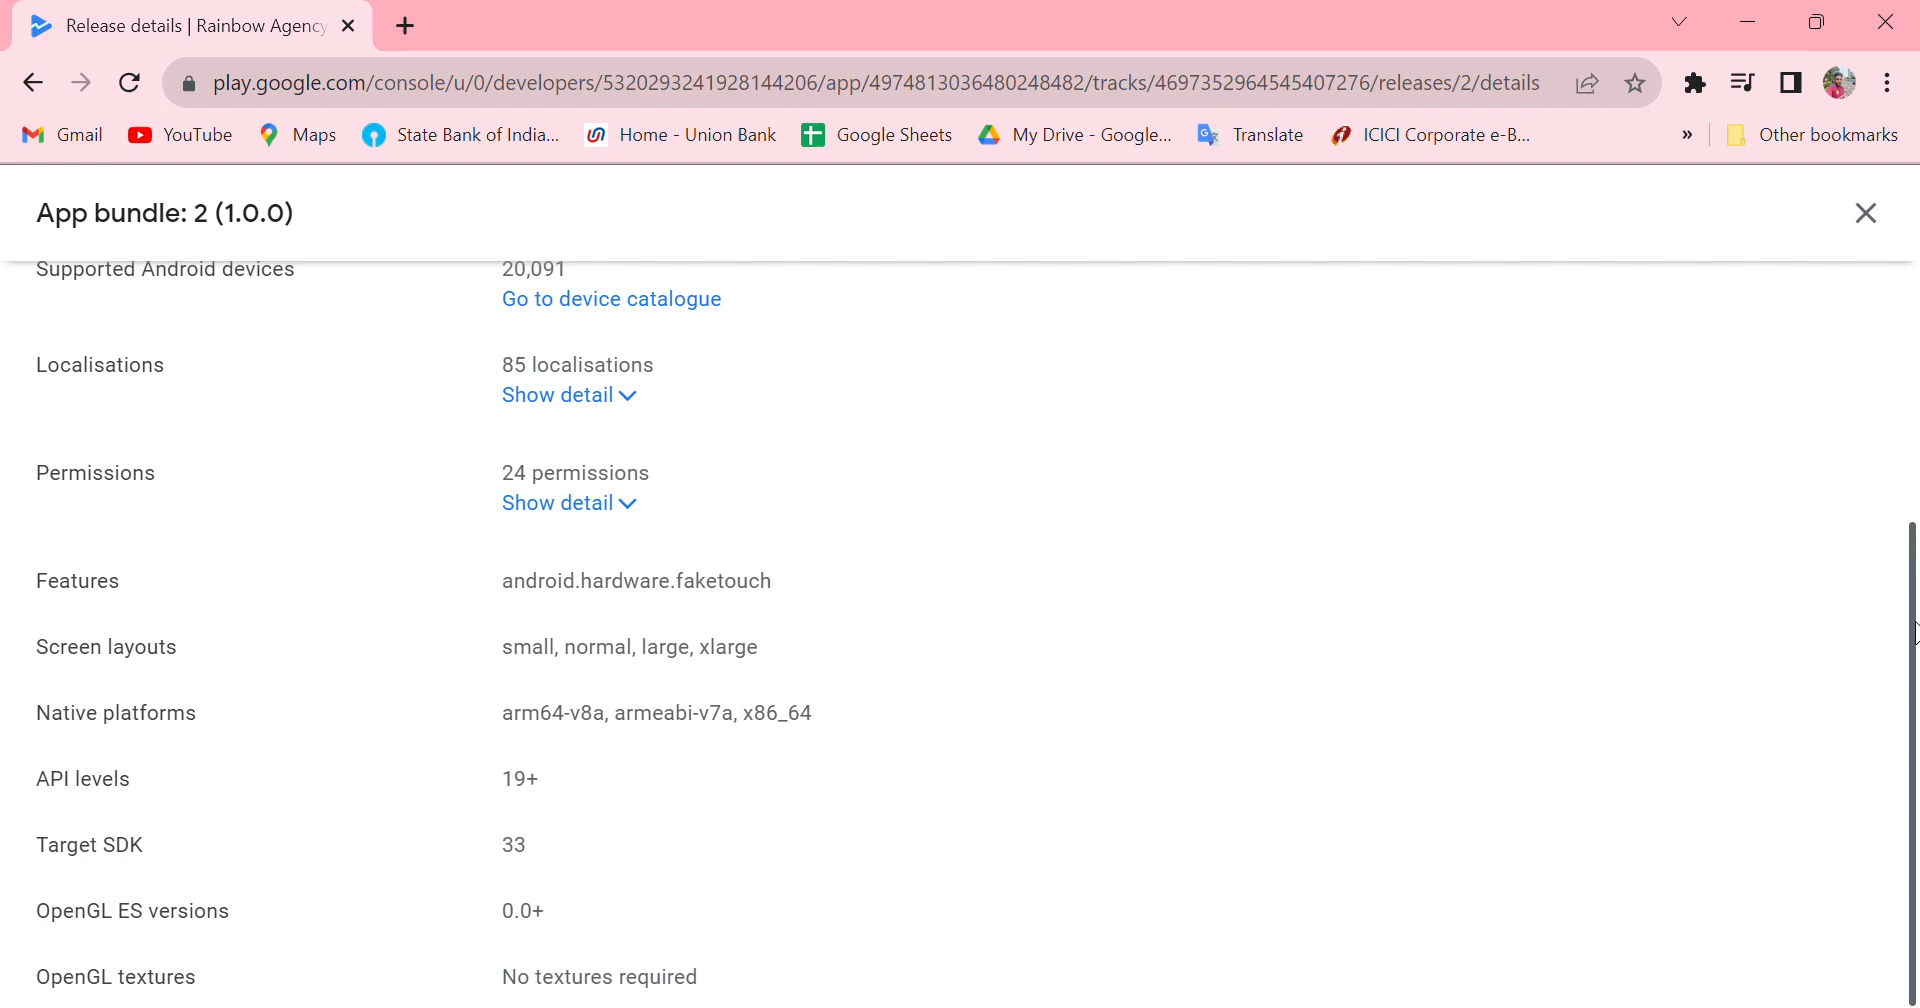 Release details | Rainbow Agency
play.google.com/console/u/0/developers/5320293241928144206/app/4974813036480248482/tracks/4697352964545407276/releases/2/details
Gmail YouTube Maps State Bank of India... Home - Union Bank Google Sheets My Drive - Google... Translate ICICI Corporate e-B... » Other bookmarks
App bundle: 2 (1.0.0)
Supported Android devices 20,091
Go to device catalogue
Localisations 85 localisations
Show detail
Permissions 24 permissions
Show detail
Features android.hardware.faketouch
Screen layouts small, normal, large, xlarge
Native platforms arm64-v8a, armeabi-v7a, x86_64
API levels 19+
Target SDK 33
OpenGL ES versions 0.0+
OpenGL textures No textures required